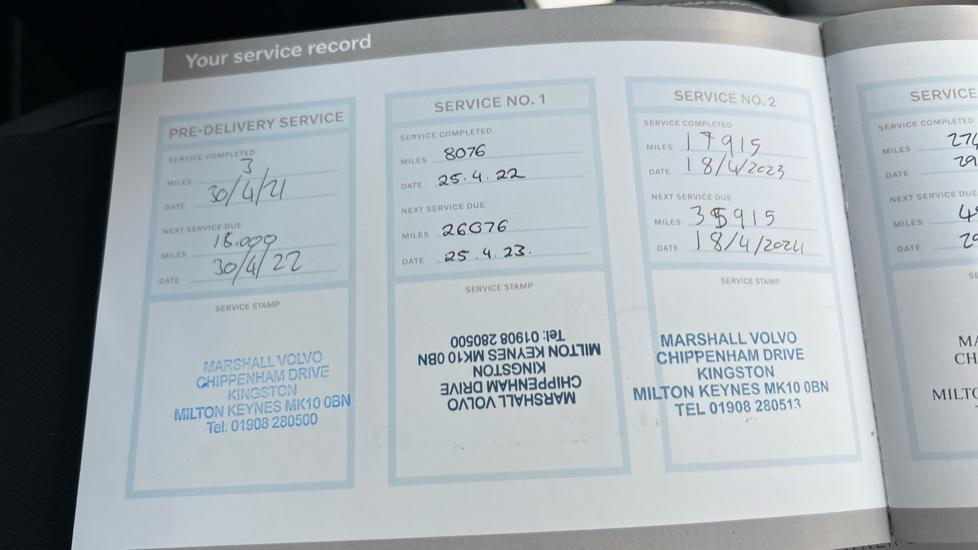 Your service record
PRE-DELIVERY SERVICE
SERVICE COMPLETED
MILES 3
DATE 30/4/21
NEXT SERVICE DUE
MILES 18.000
DATE 30/4/22
SERVICE STAMP
MARSHALL VOLVO
CHIPPENHAM DRIVE
KINGSTON
MILTON KEYNES MK10 0BN
Tel: 01908 280500
SERVICE NO. 1
SERVICE COMPLETED
MILES 8076
DATE 25.4.22
NEXT SERVICE DUE
MILES 26076
DATE 25.4.23.
SERVICE STAMP
MARSHALL VOLVO
CHIPPENHAM DRIVE
KINGSTON
MILTON KEYNES MK10 0BN
Tel: 01908 280500
SERVICE NO. 2
SERVICE COMPLETED
MILES 17915
DATE 18/4/2023
NEXT SERVICE DUE
MILES 35915
DATE 18/4/2024
SERVICE STAMP
MARSHALL VOLVO
CHIPPENHAM DRIVE
KINGSTON
MILTON KEYNES MK10 0BN
TEL 01908 280513
SERVICE
SERVICE COMPLETED
MILES
DATE
NEXT SERVICE DUE
MILES
DATE
MA
CH
MILTO